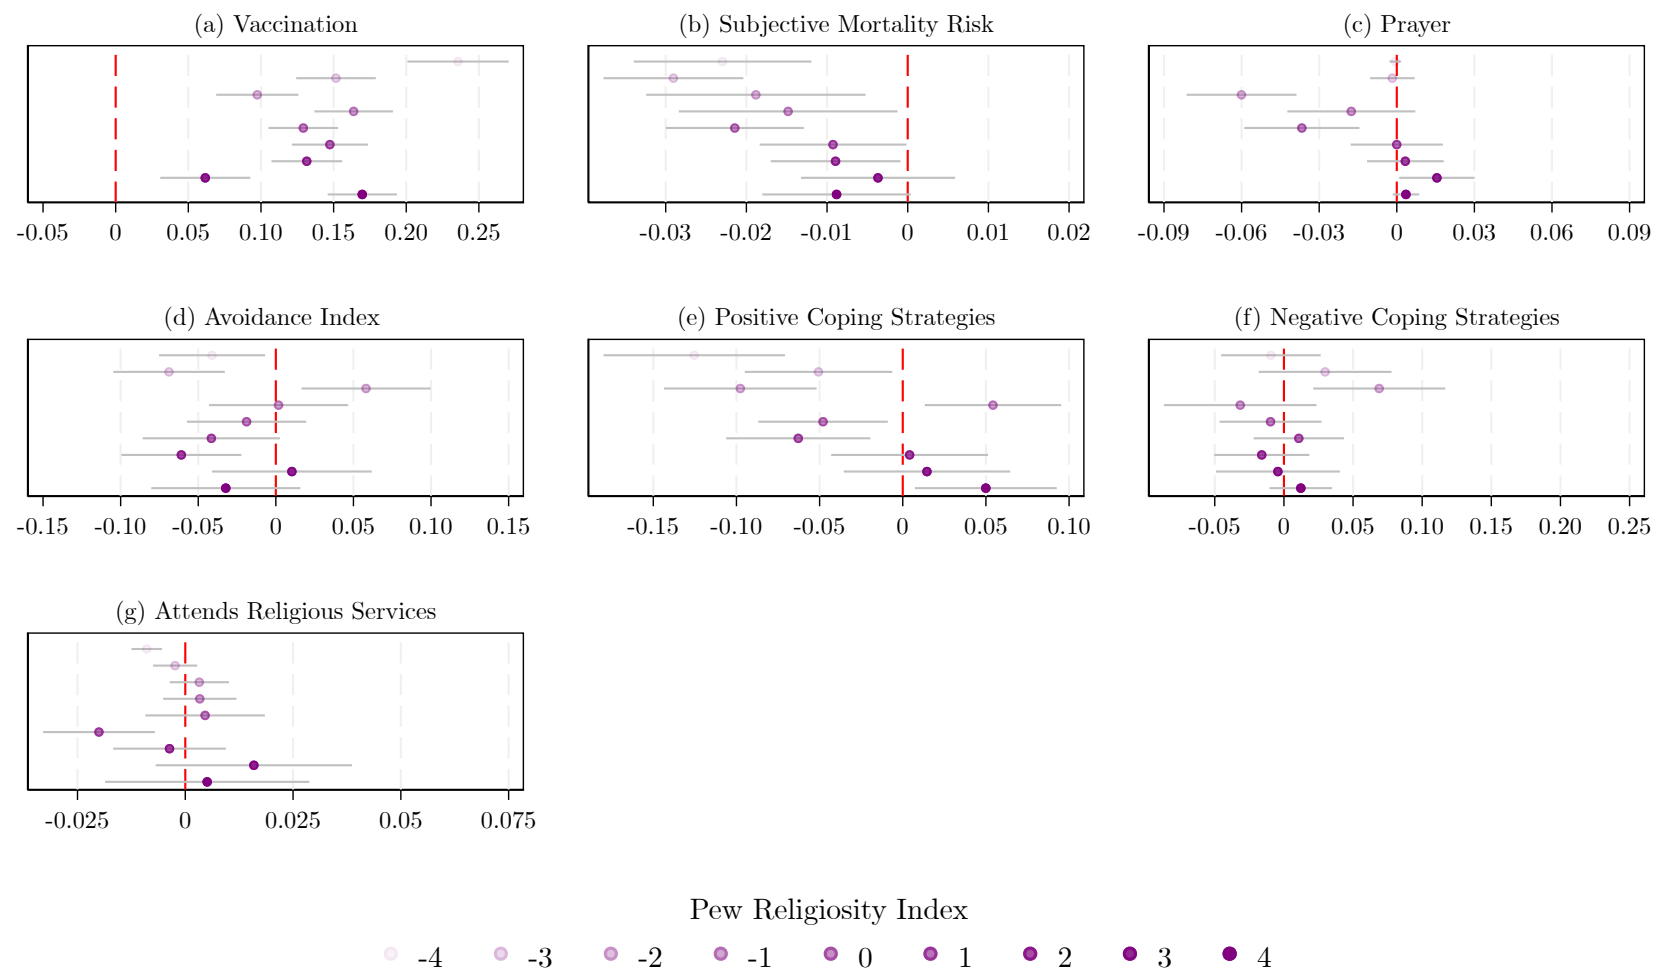 (a) Vaccination
(b) Subjective Mortality Risk
(c) Prayer
-0.05 0 0.05 0.10 0.15 0.20 0.25
-0.03 -0.02 -0.01 0 0.01 0.02
-0.09 -0.06 -0.03 0 0.03 0.06 0.09
(d) Avoidance Index
(e) Positive Coping Strategies
(f) Negative Coping Strategies
-0.15 -0.10 -0.05 0 0.05 0.10 0.15
-0.15 -0.10 -0.05 0 0.05 0.10
-0.05 0 0.05 0.10 0.15 0.20 0.25
(g) Attends Religious Services
-0.025 0 0.025 0.05 0.075
Pew Religiosity Index
-4 -3 -2 -1 0 1 2 3 4